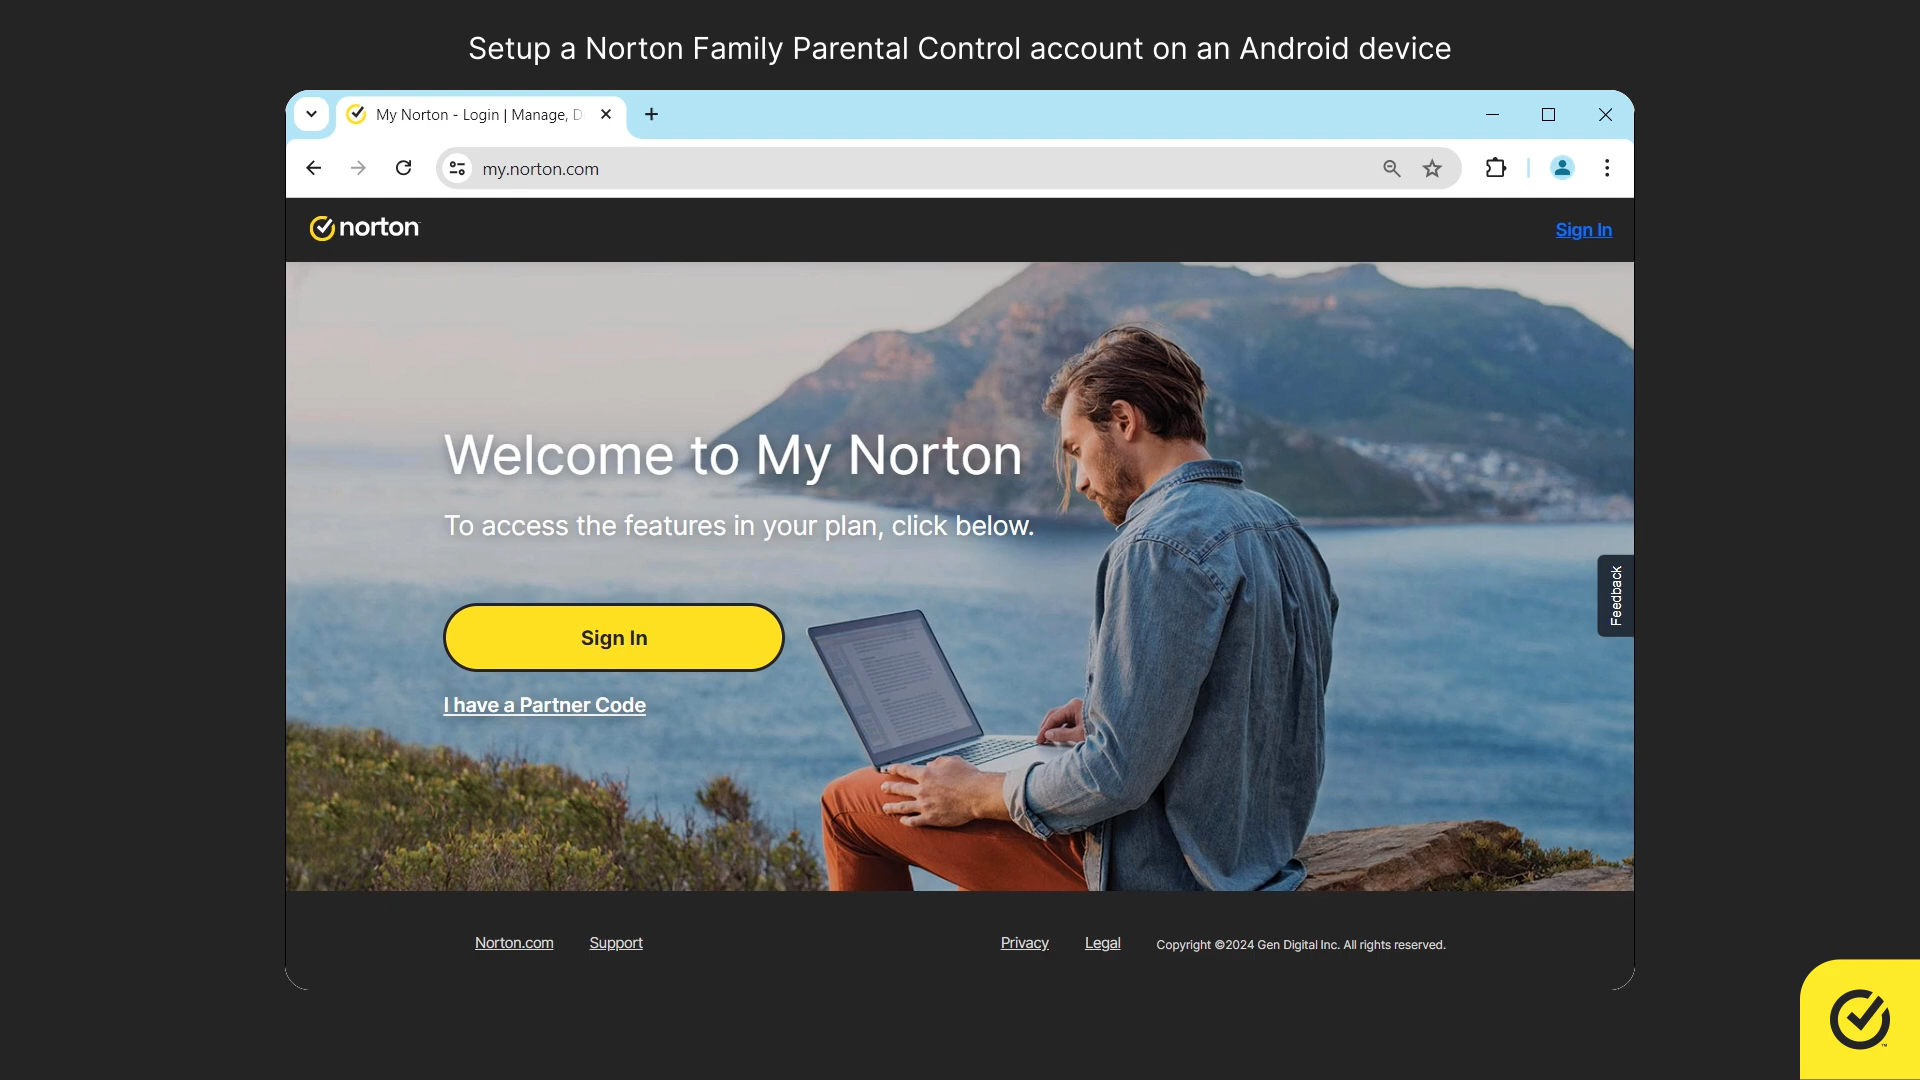 Setup a Norton Family Parental Control account on an Android device
My Norton - Login | Manage, D
my.norton.com
norton
Sign In
Welcome to My Norton
To access the features in your plan, click below.
Feedback
Sign In
I have a Partner Code
Norton.com Support Privacy Legal Copyright ©2024 Gen Digital Inc. All rights reserved.